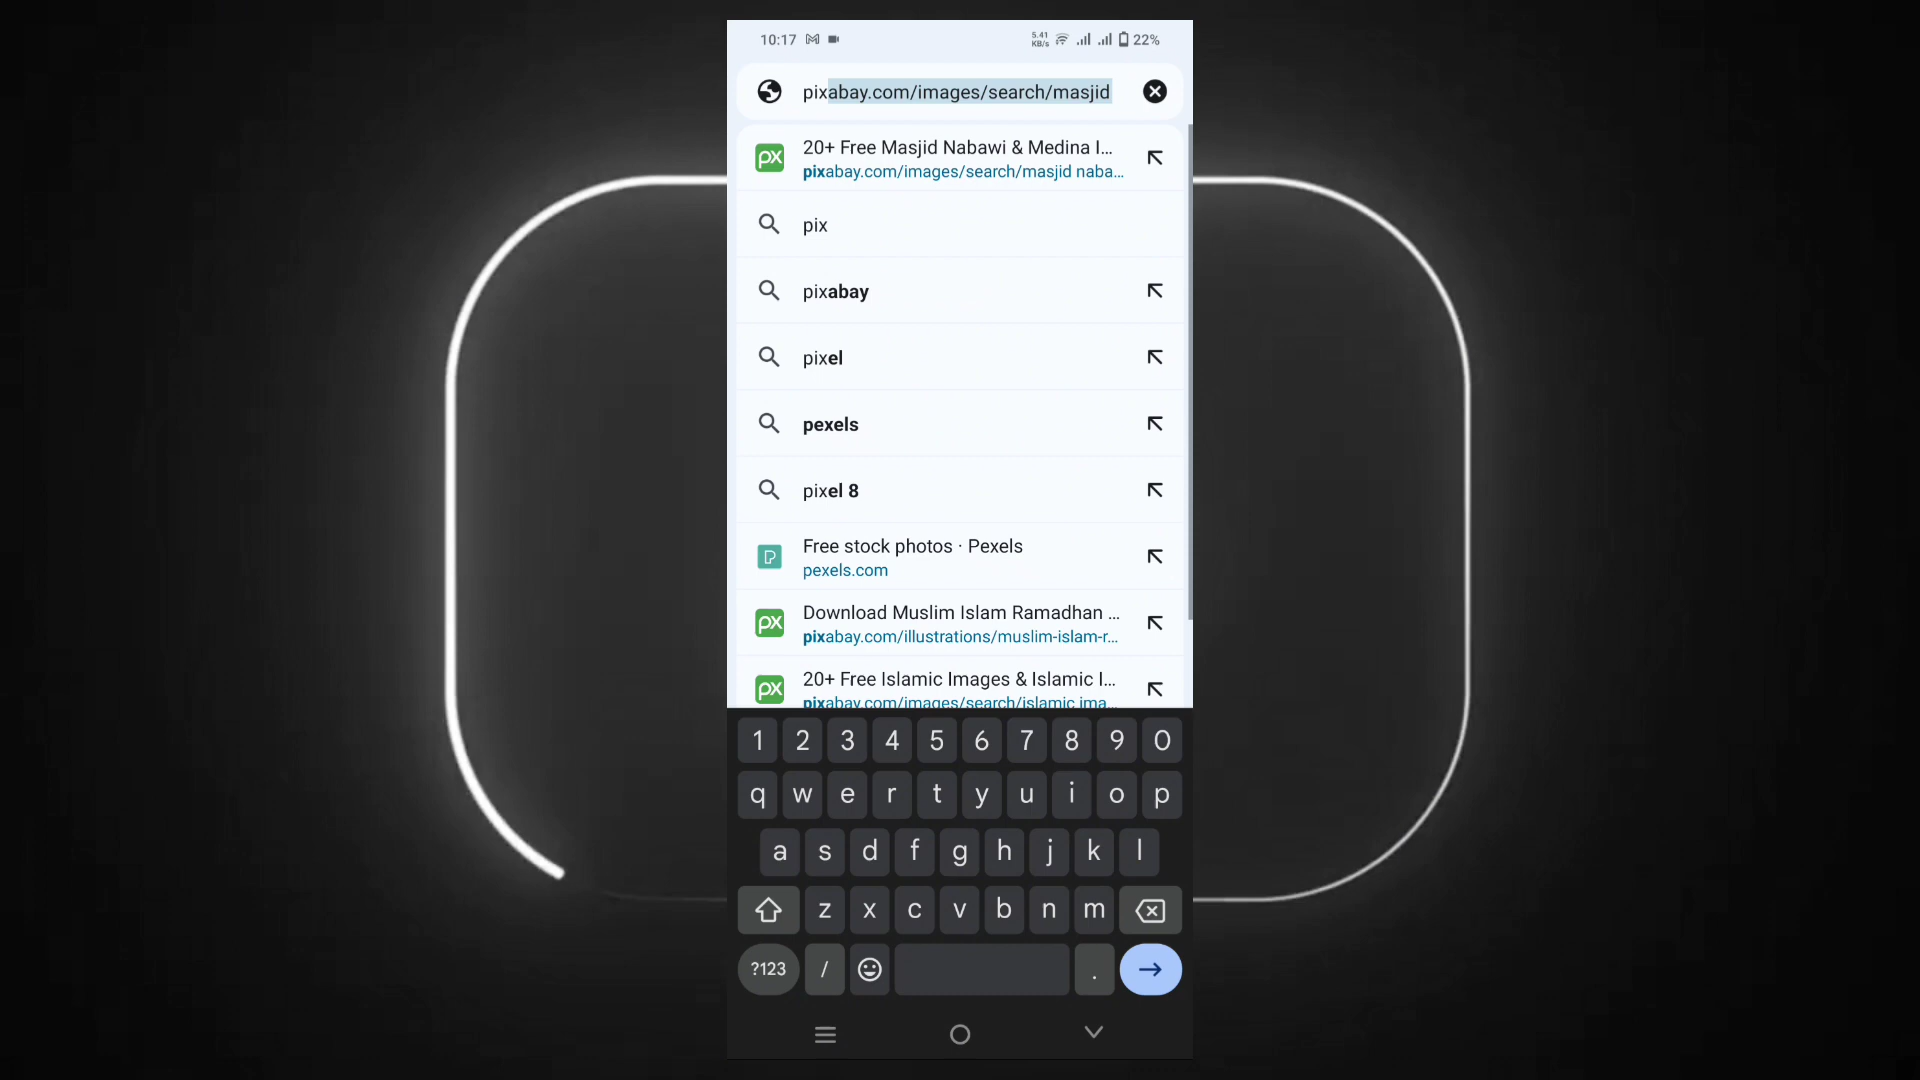 10:17
5.41 KB/s
22%
pixabay.com/images/search/masjid
px
20+ Free Masjid Nabawi & Medina I...
pixabay.com/images/search/masjid naba...
pix
pixabay
pixel
pexels
pixel 8
Free stock photos · Pexels
pexels.com
px
Download Muslim Islam Ramadhan ...
pixabay.com/illustrations/muslim-islam-r...
px
20+ Free Islamic Images & Islamic I...
pixabay.com/images/search/islamic ima...
1 2 3 4 5 6 7 8 9 0
q w e r t y u i o p
a s d f g h j k l
z x c v b n m
?123 / .